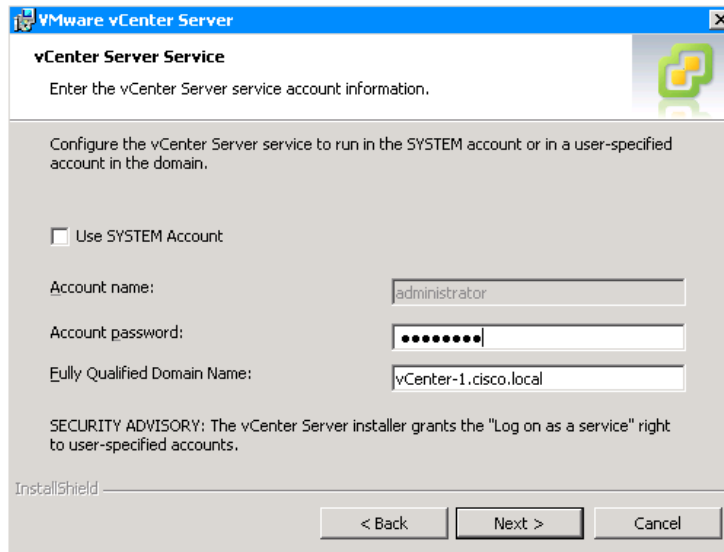 VMware vCenter Server
vCenter Server Service
Enter the vCenter Server service account information.
Configure the vCenter Server service to run in the SYSTEM account or in a user-specified
account in the domain.
Use SYSTEM Account
Account name:
administrator
Account password:
●●●●●●●●
Fully Qualified Domain Name:
vCenter-1.cisco.local
SECURITY ADVISORY: The vCenter Server installer grants the "Log on as a service" right
to user-specified accounts.
InstallShield
< Back
Next >
Cancel